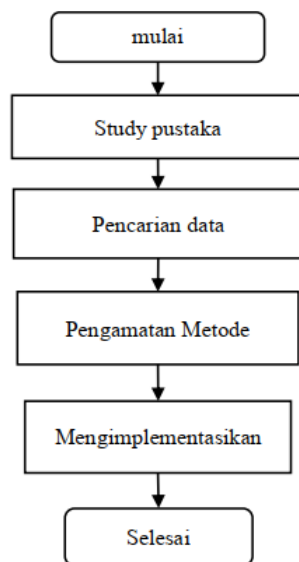 mulai
Study pustaka
Pencarian data
Pengamatan Metode
Mengimplementasikan
Selesai